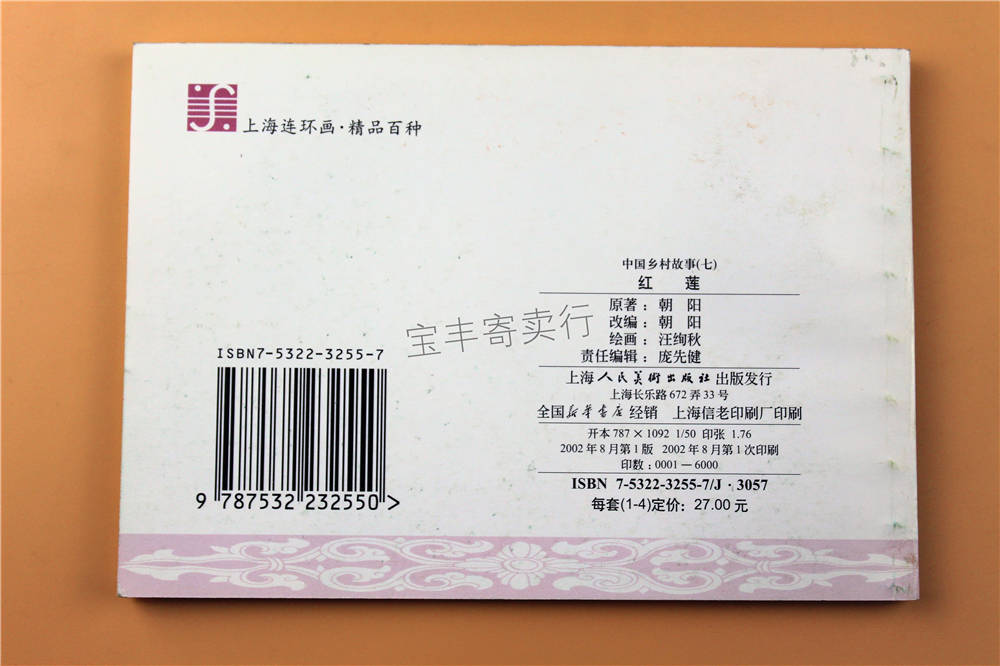 上海连环画·精品百种
中国乡村故事(七)
红 莲
原著：朝 阳
改编：朝 阳
绘画：汪绚秋
责任编辑：庞先健
上海人民美術出版社 出版发行
上海长乐路672弄33号
全国新华书店 经销 上海信老印刷厂印刷
开本 787×1092 1/50 印张 1.76
2002年8月第1版 2002年8月第1次印刷
印数：0001—6000
ISBN 7-5322-3255-7/J·3057
每套(1-4)定价：27.00 元
ISBN7-5322-3255-7
9 787532 232550>
宝丰寄卖行